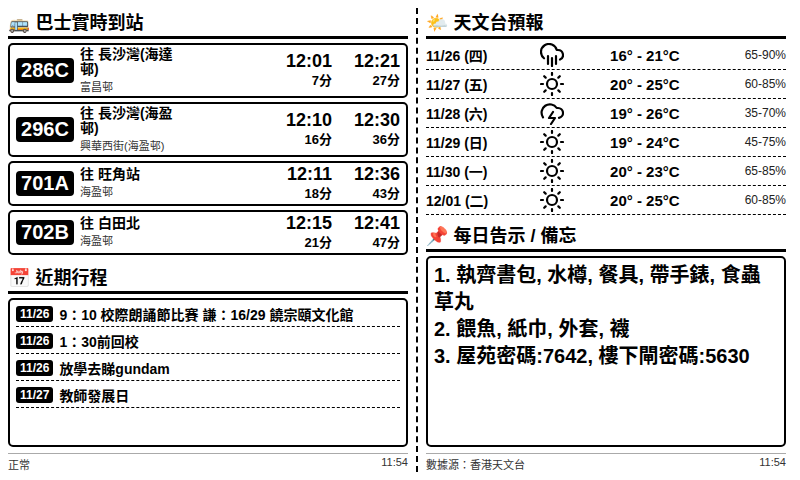 巴士實時到站
286C 往 長沙灣(海達邨) 12:01 12:21
富昌邨 7分 27分
296C 往 長沙灣(海盈邨) 12:10 12:30
興華西街(海盈邨) 16分 36分
701A 往 旺角站 12:11 12:36
海盈邨 18分 43分
702B 往 白田北 12:15 12:41
海盈邨 21分 47分
近期行程
11/26 9：10 校際朗誦節比賽 謙：16/29 饒宗頤文化館
11/26 1：30前回校
11/26 放學去睇gundam
11/27 教師發展日
正常 11:54
天文台預報
11/26 (四) 16° - 21°C 65-90%
11/27 (五) 20° - 25°C 60-85%
11/28 (六) 19° - 26°C 35-70%
11/29 (日) 19° - 24°C 45-75%
11/30 (一) 20° - 23°C 65-85%
12/01 (二) 20° - 25°C 60-85%
每日告示 / 備忘
1. 執齊書包, 水樽, 餐具, 帶手錶, 食蟲
草丸
2. 餵魚, 紙巾, 外套, 襪
3. 屋苑密碼:7642, 樓下閘密碼:5630
數據源：香港天文台 11:54